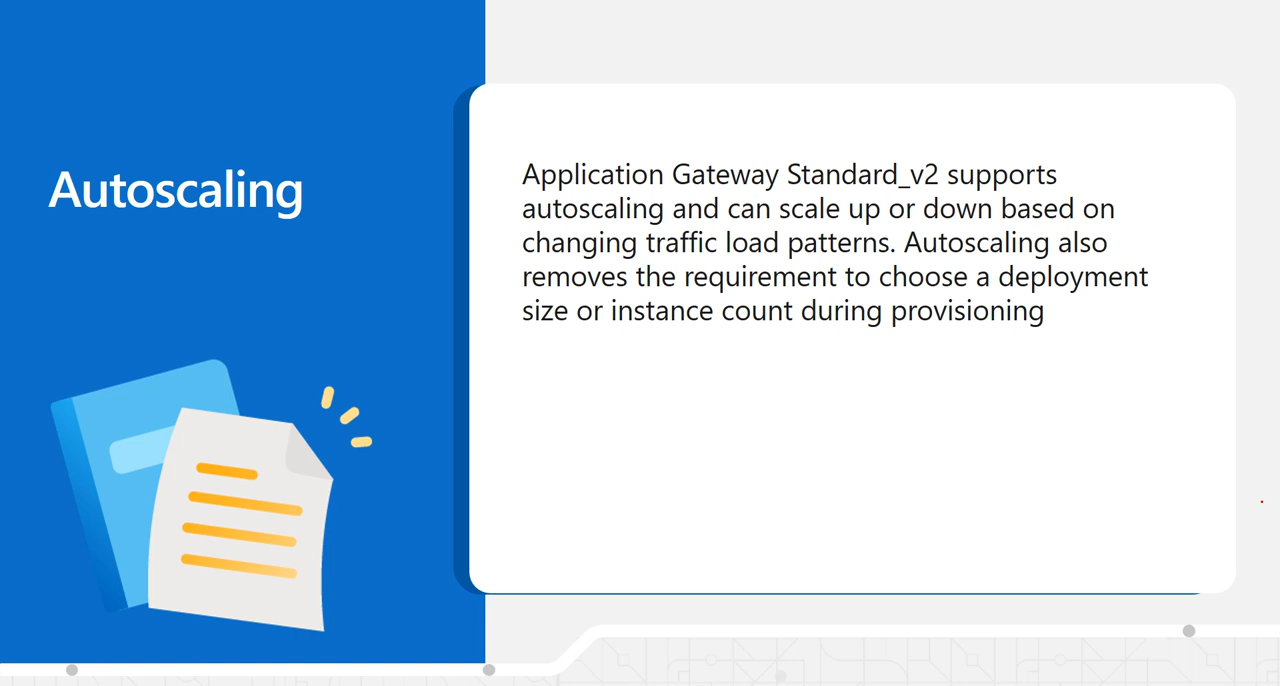 Autoscaling
Application Gateway Standard_v2 supports
autoscaling and can scale up or down based on
changing traffic load patterns. Autoscaling also
removes the requirement to choose a deployment
size or instance count during provisioning